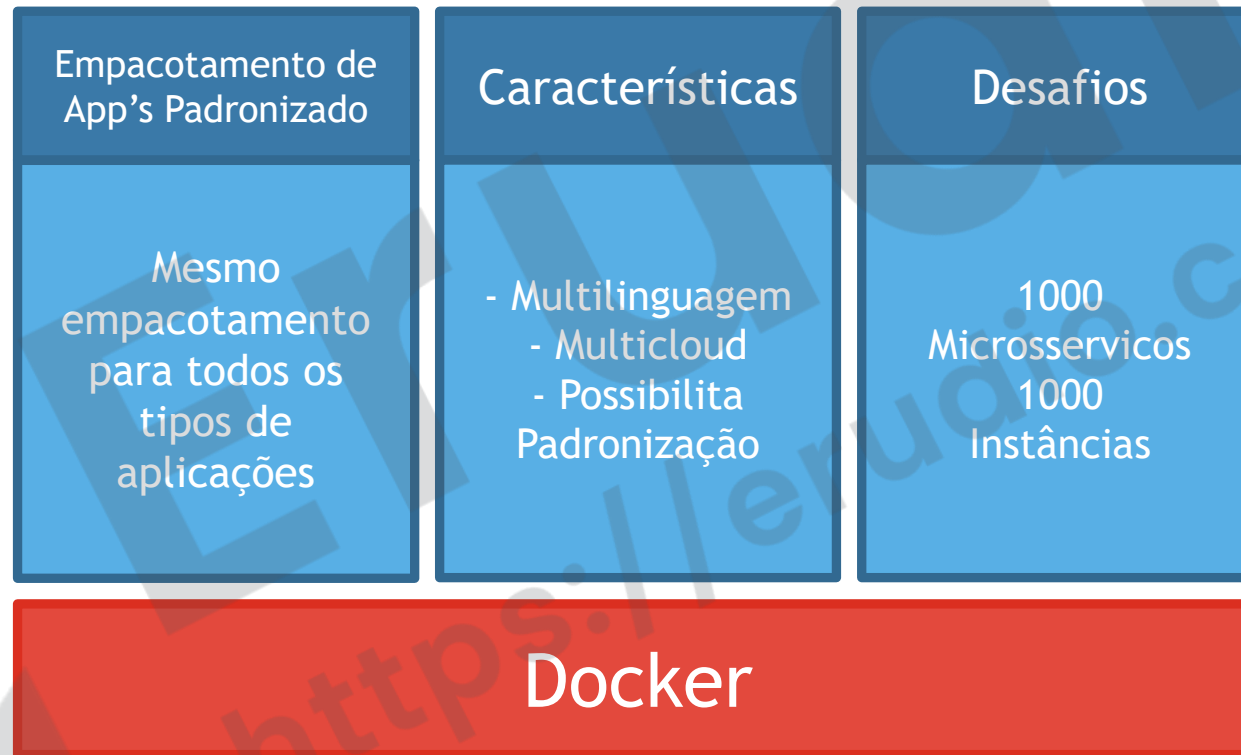 Empacotamento de
App's Padronizado
Mesmo
empacotamento
para todos os
tipos de
aplicações
Característícas
- Multilinguagem
- Multicloud
- Possibilita
Padronização
Desafios
1000
Microsservicos
1000
Instâncias
Docker